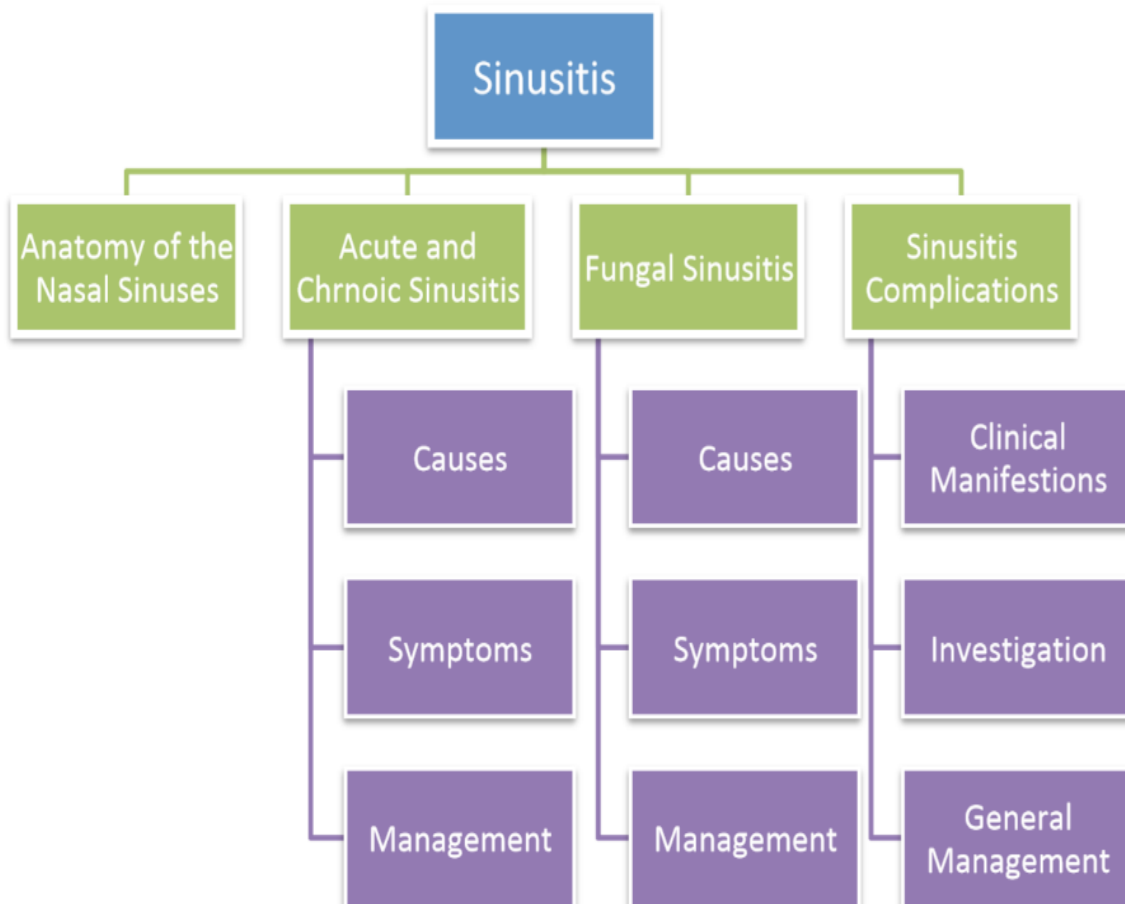 Sinusitis
Anatomy of the
Nasal Sinuses
Acute and
Chrnoic Sinusitis
Fungal Sinusitis
Sinusitis
Complications
Causes
Symptoms
Management
Causes
Symptoms
Management
Clinical
Manifestions
Investigation
General
Management